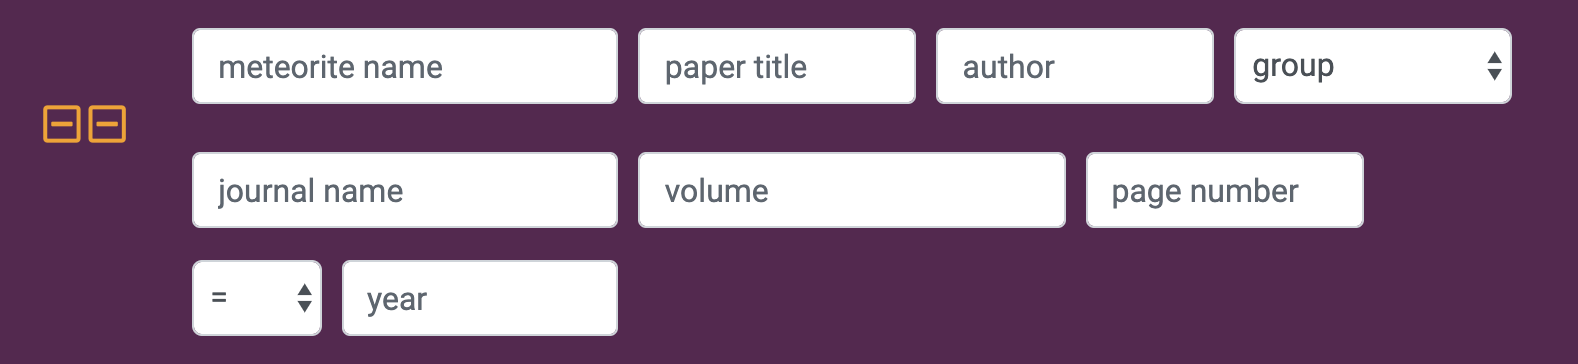 meteorite name paper title author group
journal name volume page number
= year